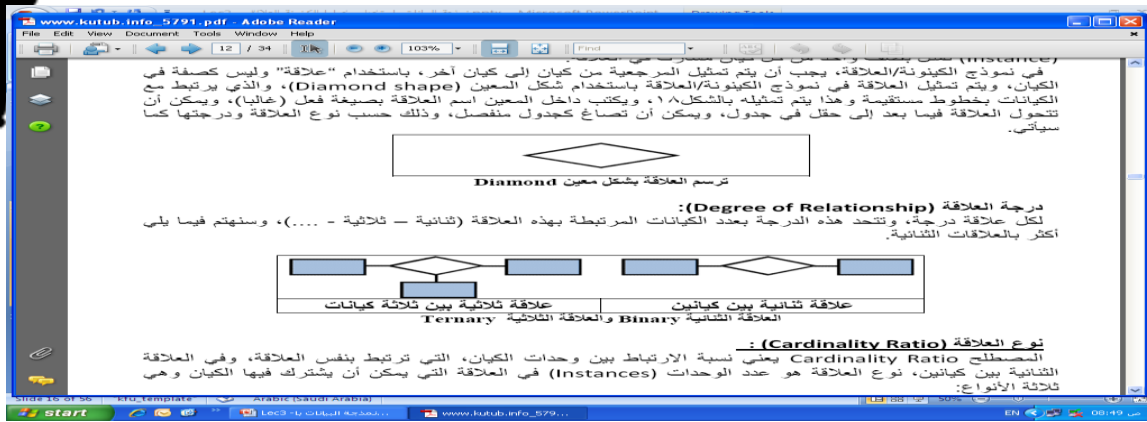 www.kutub.info_5791.pdf - Adobe Reader
File Edit View Document Tools Window Help
12 / 34 103% Find
في نموذج الكينونة/العلاقة، يجب أن يتم تمثيل المرجعية من كيان إلى كيان آخر، باستخدام "علاقة" وليس كصفة في
الكيان، ويتم تمثيل العلاقة في نموذج الكينونة/العلاقة باستخدام شكل المعين (Diamond shape)، والذي يرتبط مع
الكيانات بخطوط مستقيمة وهذا يتم تمثيله بالشكل١٨، ويكتب داخل المعين اسم العلاقة بصيغة فعل (غالبا)، ويمكن أن
تتحول العلاقة فيما بعد إلى حقل في جدول، ويمكن أن تصاغ كجدول منفصل، وذلك حسب نوع العلاقة ودرجتها كما
سيأتي.
ترسم العلاقة بشكل معين Diamond
درجة العلاقة (Degree of Relationship):
لكل علاقة درجة، وتتحد هذه الدرجة بعدد الكيانات المرتبطة بهذه العلاقة (ثنائية – ثلاثية - ....)، وسنهتم فيما يلي
أكثر بالعلاقات الثنائية.
علاقة ثنائية بين كيانين
علاقة ثلاثية بين ثلاثة كيانات
العلاقة الثنائية Binary والعلاقة الثلاثية Ternary
نوع العلاقة (Cardinality Ratio) :
المصطلح Cardinality Ratio يعني نسبة الارتباط بين وحدات الكيان، التي ترتبط بنفس العلاقة، وفي العلاقة
الثنائية بين كيانين، نوع العلاقة هو عدد الوحدات (Instances) في العلاقة التي يمكن أن يشترك فيها الكيان وهي
ثلاثة الأنواع:
Slide 16 of 56 kfu_template Arabic (Saudi Arabia) 50%
start www.kutub.info_579... EN 08:49 ص